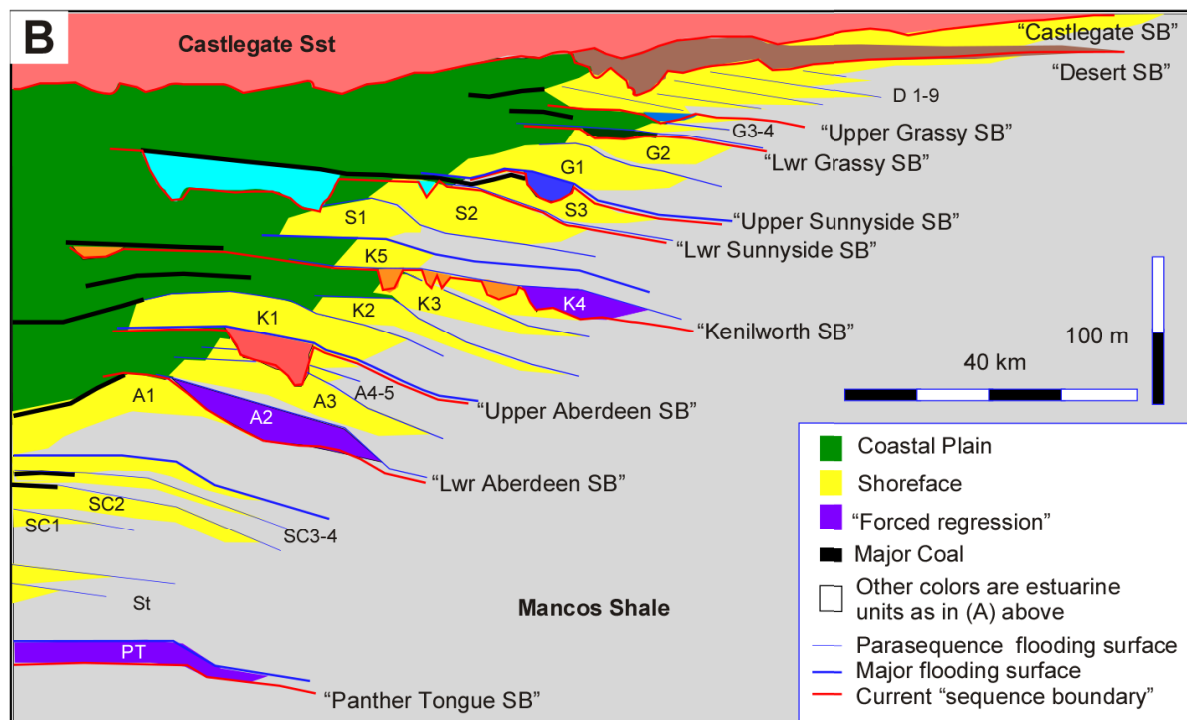 B
Castlegate Sst
“Castlegate SB”
“Desert SB”
D 1-9
G3-4
“Upper Grassy SB”
G2
“Lwr Grassy SB”
G1
S1
S2
S3
“Upper Sunnyside SB”
“Lwr Sunnyside SB”
K5
K4
K3
K2
K1
“Kenilworth SB”
100 m
40 km
A4-5
A1
A3
A2
“Upper Aberdeen SB”
“Lwr Aberdeen SB”
SC2
SC1
SC3-4
St
Mancos Shale
PT
“Panther Tongue SB”
Coastal Plain
Shoreface
“Forced regression”
Major Coal
Other colors are estuarine
units as in (A) above
Parasequence flooding surface
Major flooding surface
Current “sequence boundary”